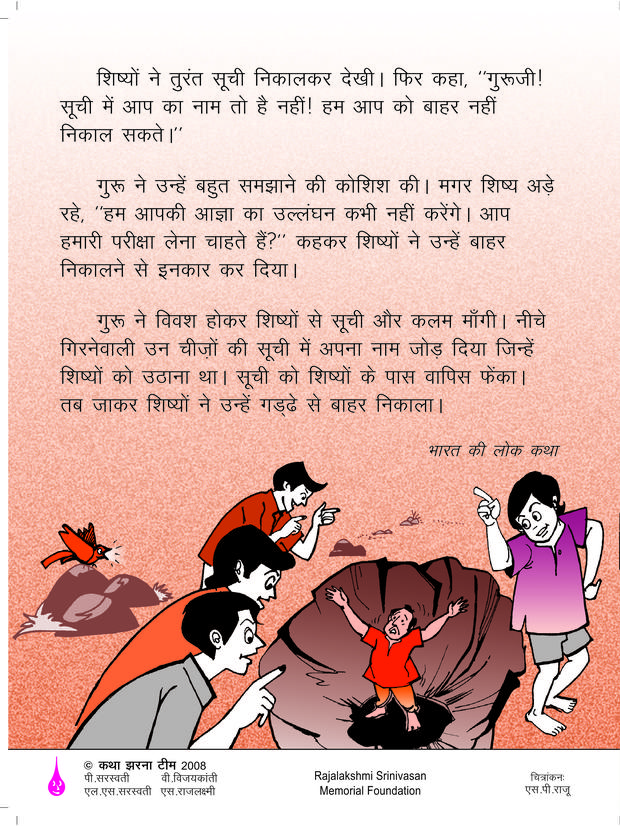 शिष्यों ने तुरंत सूची निकालकर देखी। फिर कहा, ‘‘गुरूजी!
सूची में आप का नाम तो है नहीं! हम आप को बाहर नहीं
निकाल सकते।’’
गुरू ने उन्हें बहुत समझाने की कोशिश की। मगर शिष्य अड़े
रहे, ‘‘हम आपकी आज्ञा का उल्लंघन कभी नहीं करेंगे। आप
हमारी परीक्षा लेना चाहते हैं?’’ कहकर शिष्यों ने उन्हें बाहर
निकालने से इनकार कर दिया।
गुरू ने विवश होकर शिष्यों से सूची और कलम माँगी। नीचे
गिरनेवाली उन चीज़ों की सूची में अपना नाम जोड़ दिया जिन्हें
शिष्यों को उठाना था। सूची को शिष्यों के पास वापिस फेंका।
तब जाकर शिष्यों ने उन्हें गड्ढे से बाहर निकाला।
भारत की लोक कथा
© कथा झरना टीम 2008
पी.सरस्वती वी.विजयकांती
एल.एस.सरस्वती एस.राजलक्ष्मी
Rajalakshmi Srinivasan
Memorial Foundation
चित्रांकनः
एस.पी.राजू